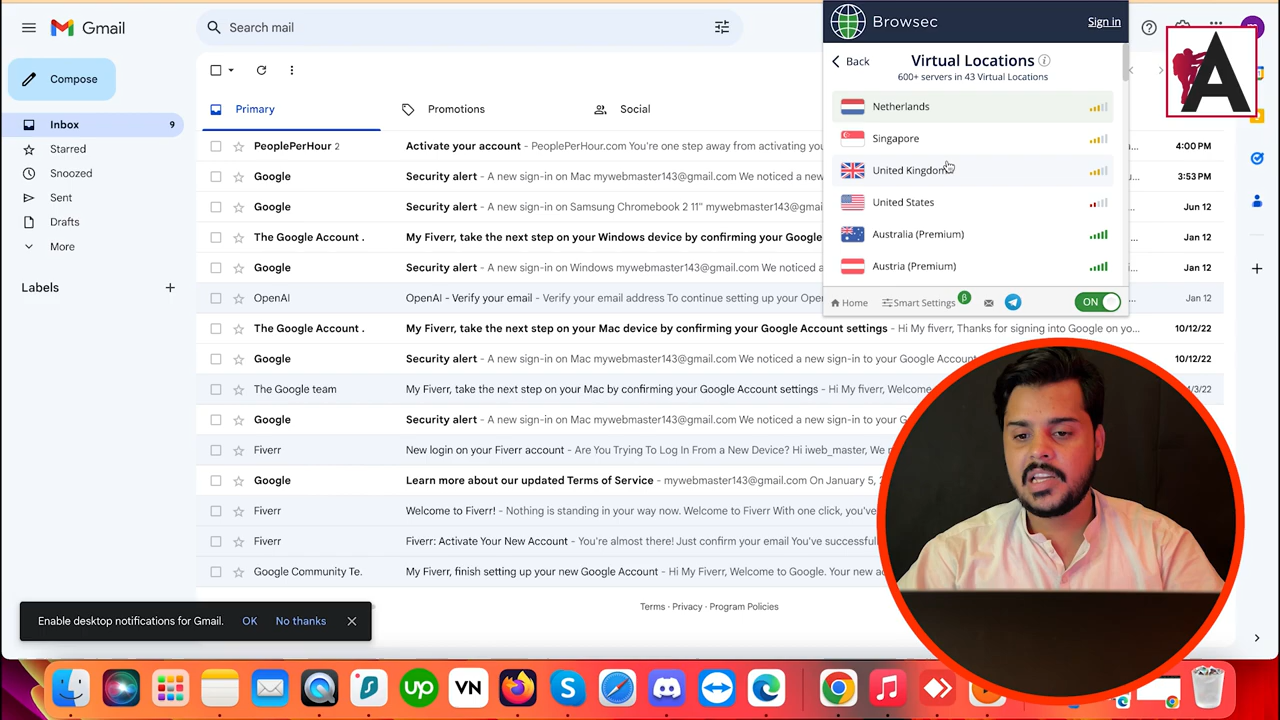 Gmail
Search mail
Browsec
Sign in
Compose
Back
Virtual Locations
600+ servers in 43 Virtual Locations
Primary
Promotions
Social
Netherlands
Singapore
United Kingdom
United States
Australia (Premium)
Austria (Premium)
Home
Smart Settings
β
ON
A
Inbox 9
Starred
Snoozed
Sent
Drafts
More
Labels
PeoplePerHour 2 Activate your account - PeoplePerHour.com You're one step away from activating you 4:00 PM
Google Security alert - A new sign-in on Mac mywebmaster143@gmail.com We noticed a new 3:53 PM
Google Security alert - A new sign-in on Samsung Chromebook 2 11" mywebmaster143@gmail. Jun 12
The Google Account . My Fiverr, take the next step on your Windows device by confirming your Google Jan 12
Google Security alert - A new sign-in on Windows mywebmaster143@gmail.com We noticed Jan 12
OpenAI OpenAI - Verify your email - Verify your email address To continue setting up your OpenAI Jan 12
The Google Account . My Fiverr, take the next step on your Mac device by confirming your Google Account settings - Hi My fiverr, Thanks for signing into Google on yo... 10/12/22
Google Security alert - A new sign-in on Mac mywebmaster143@gmail.com We noticed a new sign-in to your Google Account 10/12/22
The Google team My Fiverr, take the next step on your Mac by confirming your Google Account settings - Hi My Fiverr, Welcome
Google Security alert - A new sign-in on Mac mywebmaster143@gmail.com We noticed a new sign-in to your Google
Fiverr New login on your Fiverr account - Are You Trying To Log In From a New Device? Hi iweb_master, We
Google Learn more about our updated Terms of Service - mywebmaster143@gmail.com On January 5,
Fiverr Welcome to Fiverr! - Nothing is standing in your way now. Welcome to Fiverr With one click, you've
Fiverr Fiverr: Activate Your New Account - You're almost there! Just confirm your email You've successful
Google Community Te. My Fiverr, finish setting up your new Google Account - Hi My Fiverr, Welcome to Google. Your new
Terms · Privacy · Program Policies
Enable desktop notifications for Gmail. OK No thanks
up
VN